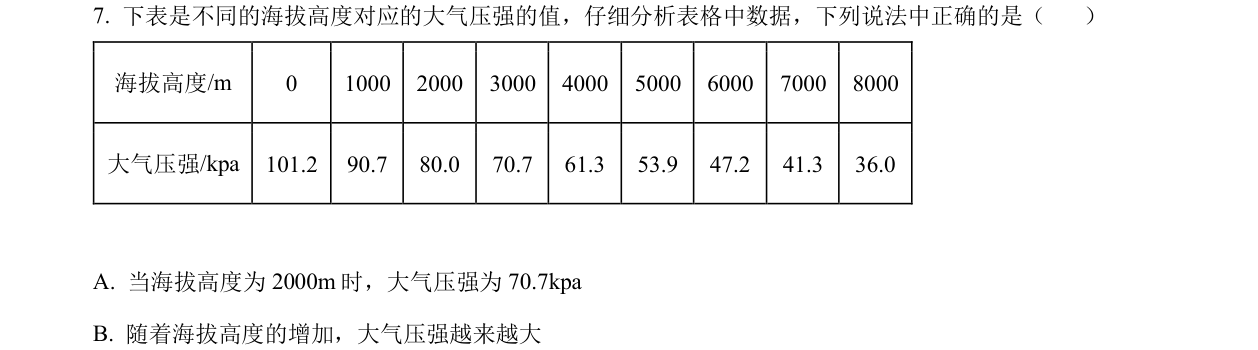 7. 下表是不同的海拔高度对应的大气压强的值，仔细分析表格中数据，下列说法中正确的是（　　）
海拔高度/m 0 1000 2000 3000 4000 5000 6000 7000 8000
大气压强/kpa 101.2 90.7 80.0 70.7 61.3 53.9 47.2 41.3 36.0
A. 当海拔高度为 2000m 时，大气压强为 70.7kpa
B. 随着海拔高度的增加，大气压强越来越大